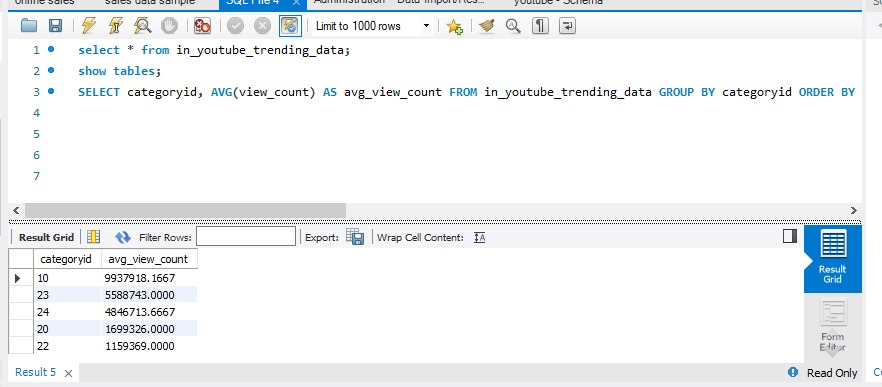 online sales sales data sample SQL File 4 Administration - Data Import/Res... youtube - Schema
Limit to 1000 rows
1 select * from in_youtube_trending_data;
2 show tables;
3 SELECT categoryid, AVG(view_count) AS avg_view_count FROM in_youtube_trending_data GROUP BY categoryid ORDER BY
4
5
6
7
Result Grid Filter Rows: Export: Wrap Cell Content:
categoryid avg_view_count
10 9937918.1667
23 5588743.0000
24 4846713.6667
20 1699326.0000
22 1159369.0000
Result
Grid
Form
Editor
Result 5 x Read Only